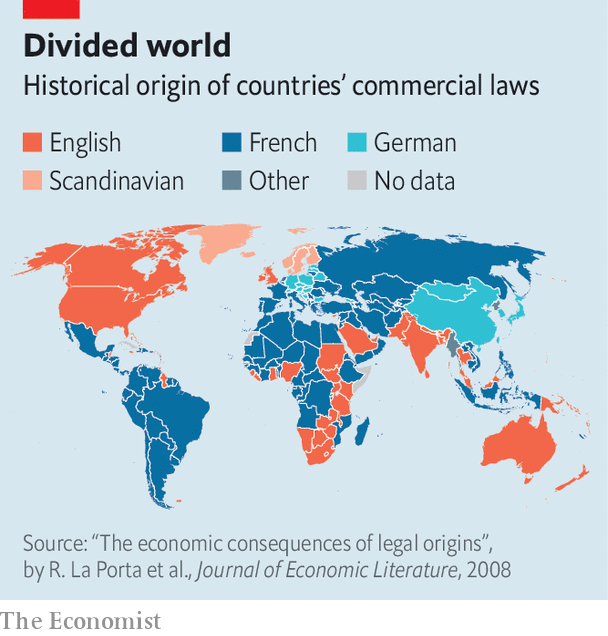 Divided world
Historical origin of countries’ commercial laws
English
French
German
Scandinavian
Other
No data
Source: “The economic consequences of legal origins”,
by R. La Porta et al., Journal of Economic Literature, 2008
The Economist